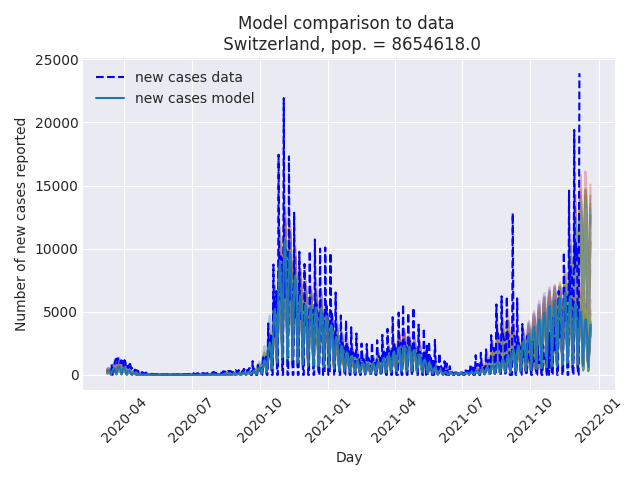 Model comparison to data
Switzerland, pop. = 8654618.0
25000
20000
15000
10000
5000
0
Number of new cases reported
new cases data
new cases model
2020-04
2020-07
2020-10
2021-01
2021-04
2021-07
2021-10
2022-01
Day